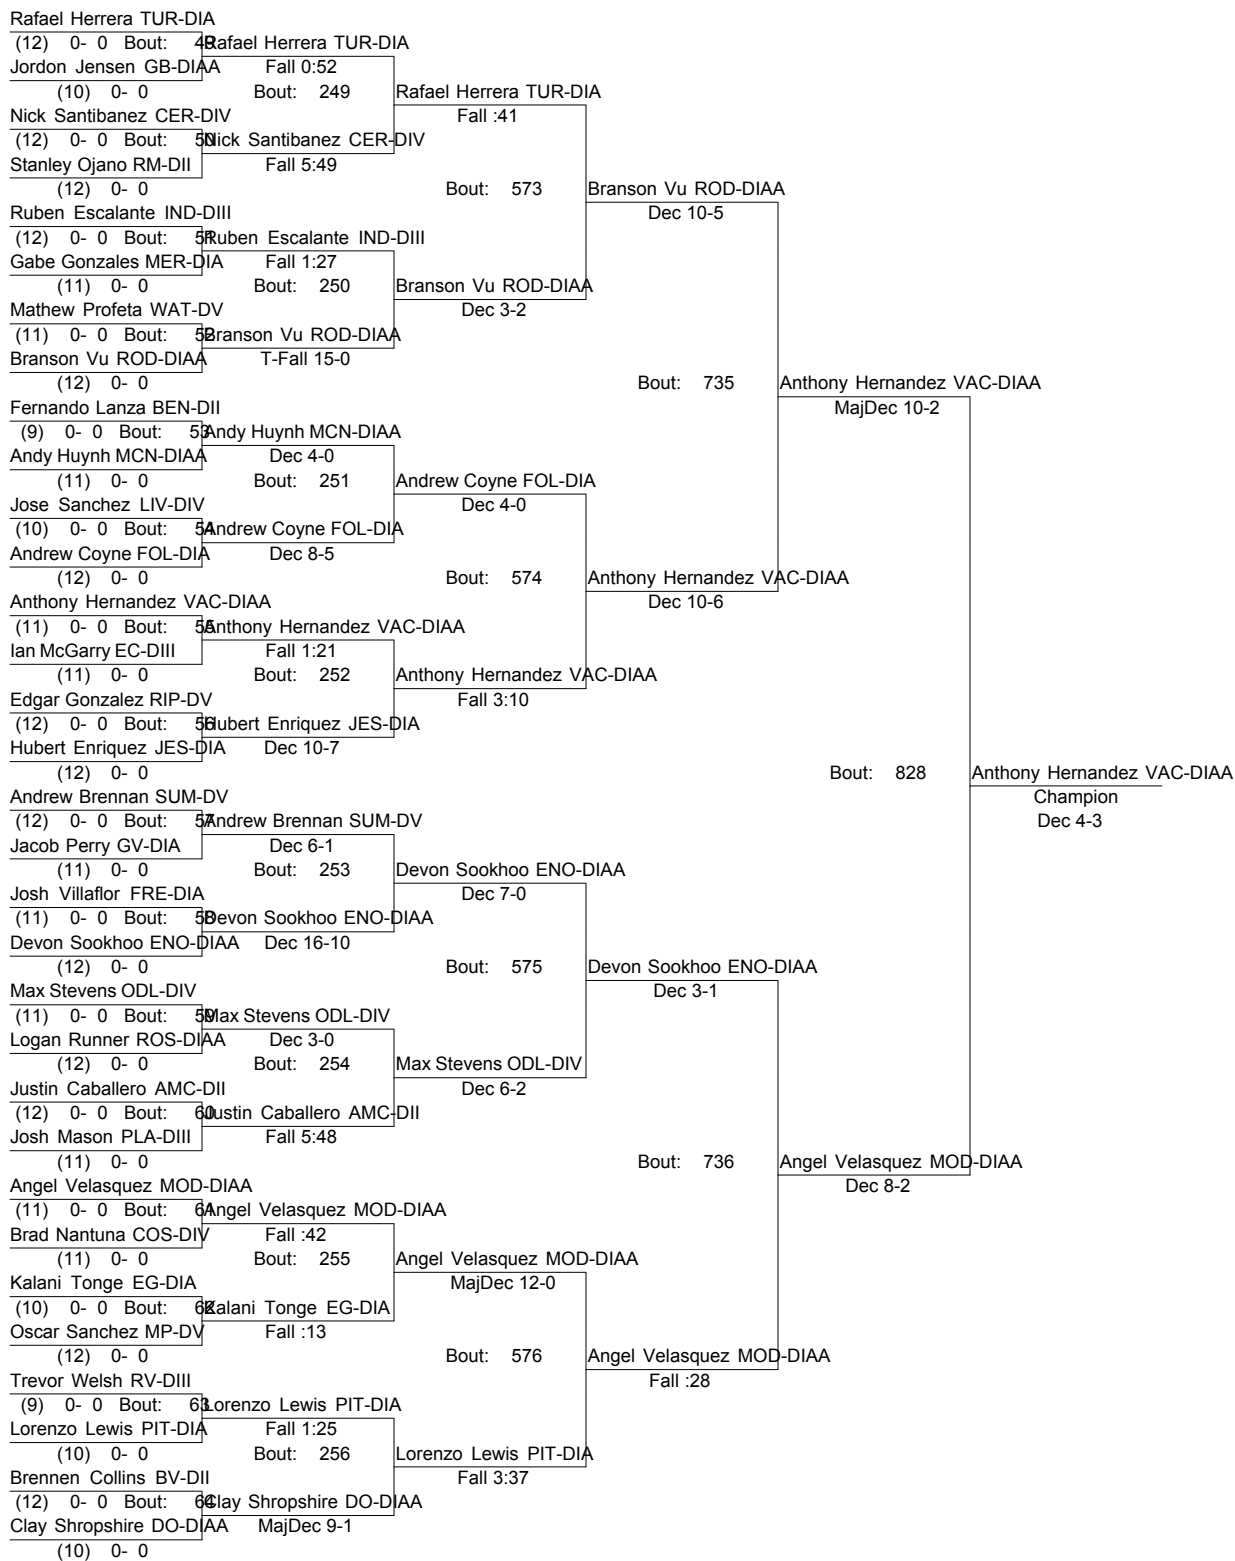 Rafael Herrera TUR-DIA
(12) 0- 0 Bout: 49 Rafael Herrera TUR-DIA
Jordon Jensen GB-DIAA Fall 0:52
(10) 0- 0 Bout: 249 Rafael Herrera TUR-DIA
Nick Santibanez CER-DIV Fall :41
(12) 0- 0 Bout: 50 Nick Santibanez CER-DIV
Stanley Ojano RM-DII Fall 5:49
(12) 0- 0 Bout: 573 Branson Vu ROD-DIAA
Ruben Escalante IND-DIII Dec 10-5
(12) 0- 0 Bout: 51 Ruben Escalante IND-DIII
Gabe Gonzales MER-DIA Fall 1:27
(11) 0- 0 Bout: 250 Branson Vu ROD-DIAA
Mathew Profeta WAT-DV Dec 3-2
(11) 0- 0 Bout: 52 Branson Vu ROD-DIAA
Branson Vu ROD-DIAA T-Fall 15-0
(12) 0- 0 Bout: 735 Anthony Hernandez VAC-DIAA
Fernando Lanza BEN-DII MajDec 10-2
(9) 0- 0 Bout: 53 Andy Huynh MCN-DIAA
Andy Huynh MCN-DIAA Dec 4-0
(11) 0- 0 Bout: 251 Andrew Coyne FOL-DIA
Jose Sanchez LIV-DIV Dec 4-0
(10) 0- 0 Bout: 54 Andrew Coyne FOL-DIA
Andrew Coyne FOL-DIA Dec 8-5
(12) 0- 0 Bout: 574 Anthony Hernandez VAC-DIAA
Anthony Hernandez VAC-DIAA Dec 10-6
(11) 0- 0 Bout: 55 Anthony Hernandez VAC-DIAA
Ian McGarry EC-DIII Fall 1:21
(11) 0- 0 Bout: 252 Anthony Hernandez VAC-DIAA
Edgar Gonzalez RIP-DV Fall 3:10
(12) 0- 0 Bout: 56 Hubert Enriquez JES-DIA
Hubert Enriquez JES-DIA Dec 10-7
(12) 0- 0 Bout: 828 Anthony Hernandez VAC-DIAA
Andrew Brennan SUM-DV Champion
(12) 0- 0 Bout: 57 Andrew Brennan SUM-DV Dec 4-3
Jacob Perry GV-DIA Dec 6-1
(11) 0- 0 Bout: 253 Devon Sookhoo ENO-DIAA
Josh Villaflor FRE-DIA Dec 7-0
(11) 0- 0 Bout: 58 Devon Sookhoo ENO-DIAA
Devon Sookhoo ENO-DIAA Dec 16-10
(12) 0- 0 Bout: 575 Devon Sookhoo ENO-DIAA
Max Stevens ODL-DIV Dec 3-1
(11) 0- 0 Bout: 59 Max Stevens ODL-DIV
Logan Runner ROS-DIAA Dec 3-0
(12) 0- 0 Bout: 254 Max Stevens ODL-DIV
Justin Caballero AMC-DII Dec 6-2
(12) 0- 0 Bout: 60 Justin Caballero AMC-DII
Josh Mason PLA-DIII Fall 5:48
(11) 0- 0 Bout: 736 Angel Velasquez MOD-DIAA
Angel Velasquez MOD-DIAA Dec 8-2
(11) 0- 0 Bout: 61 Angel Velasquez MOD-DIAA
Brad Nantuna COS-DIV Fall :42
(11) 0- 0 Bout: 255 Angel Velasquez MOD-DIAA
Kalani Tonge EG-DIA MajDec 12-0
(10) 0- 0 Bout: 62 Kalani Tonge EG-DIA
Oscar Sanchez MP-DV Fall :13
(12) 0- 0 Bout: 576 Angel Velasquez MOD-DIAA
Trevor Welsh RV-DIII Fall :28
(9) 0- 0 Bout: 63 Lorenzo Lewis PIT-DIA
Lorenzo Lewis PIT-DIA Fall 1:25
(10) 0- 0 Bout: 256 Lorenzo Lewis PIT-DIA
Brennen Collins BV-DII Fall 3:37
(12) 0- 0 Bout: 64 Clay Shropshire DO-DIAA
Clay Shropshire DO-DIAA MajDec 9-1
(10) 0- 0